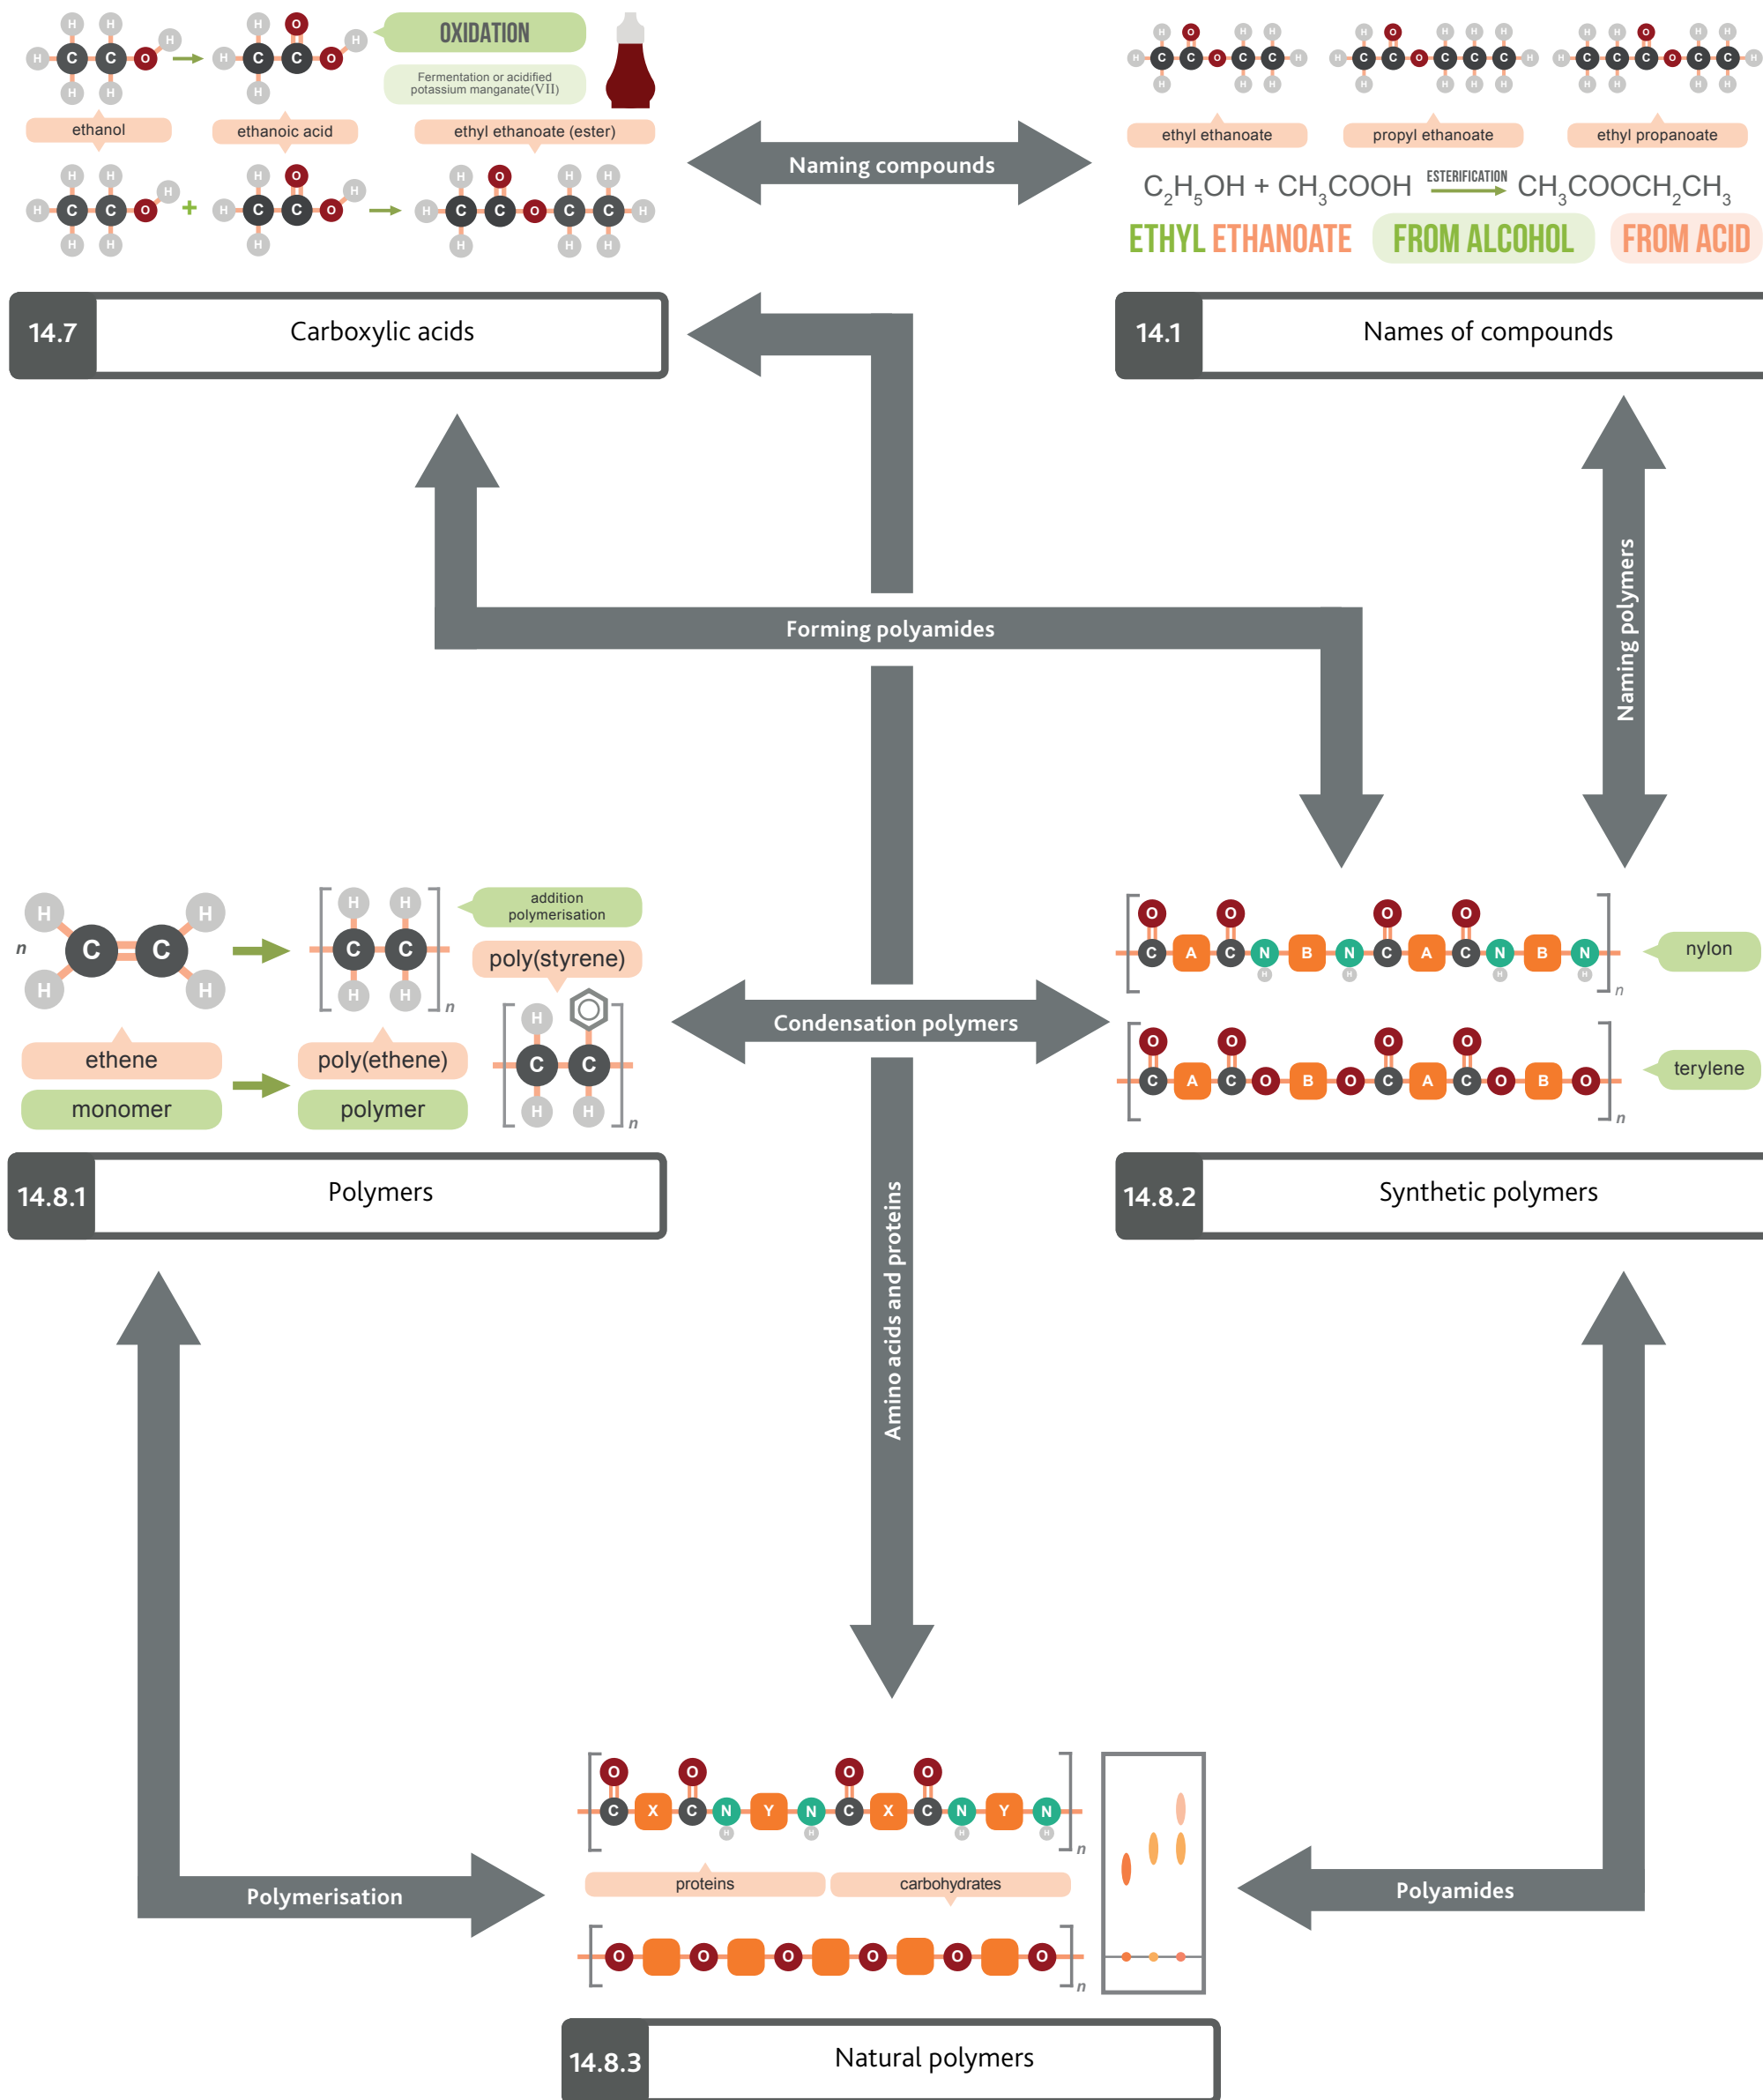 H H H O H
OXIDATION
H C C O H C C O
H H H
Fermentation or acidified
potassium manganate(VII)
ethanol
ethanoic acid
ethyl ethanoate (ester)
H H H O H H O H H
H C C O + H C C O H C C O C C H
H H H H H H
14.7
Carboxylic acids
Naming compounds
H O H H H O H H H H H O H H
H C C O C C H H C C O C C C H H C C C O C C H
H H H H H H H H H H H
ethyl ethanoate
propyl ethanoate
ethyl propanoate
C2H5OH + CH3COOH ESTERIFICATION CH3COOCH2CH3
ETHYL ETHANOATE
FROM ALCOHOL
FROM ACID
14.1
Names of compounds
Forming polyamides
Naming polymers
H H
n C C
H H
H H
C C
H H
n
addition
polymerisation
poly(styrene)
H
C C
H H
n
ethene
poly(ethene)
monomer
polymer
14.8.1
Polymers
Condensation polymers
O O O O
C A C N B N C A C N B N
H H H H
n
nylon
O O O O
C A C O B O C A C O B O
n
terylene
14.8.2
Synthetic polymers
Amino acids and proteins
Polymerisation
O O O O
C X C N Y N C X C N Y N
H H H H
n
proteins
carbohydrates
O O O O O O
n
Polyamides
14.8.3
Natural polymers